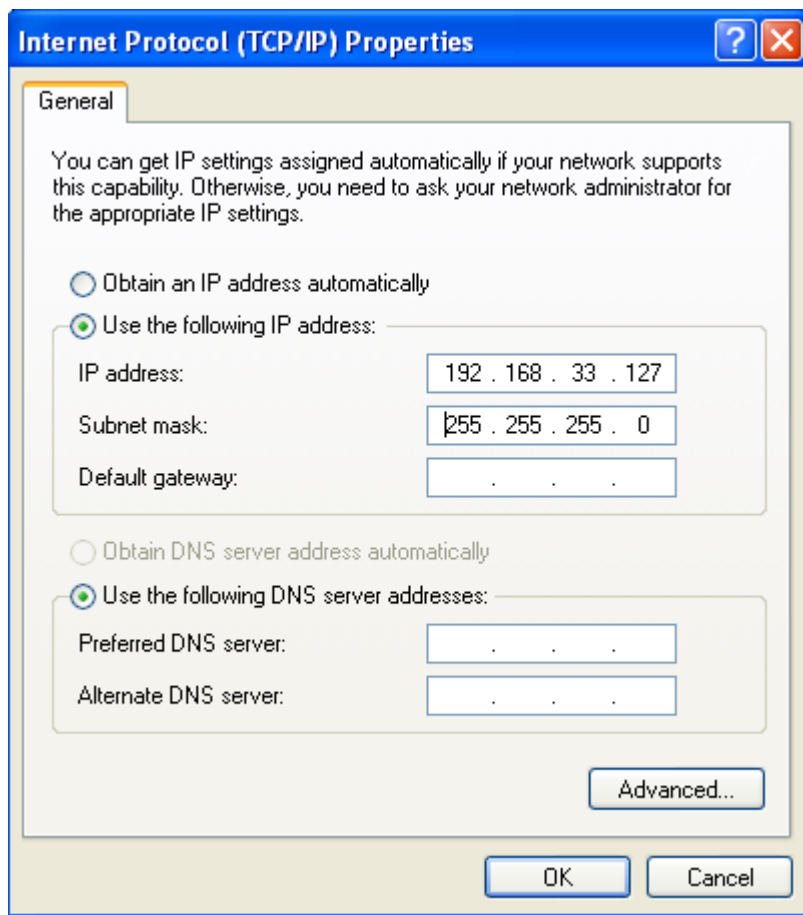 Internet Protocol (TCP/IP) Properties
General
You can get IP settings assigned automatically if your network supports
this capability. Otherwise, you need to ask your network administrator for
the appropriate IP settings.
Obtain an IP address automatically
Use the following IP address:
IP address: 192 . 168 . 33 . 127
Subnet mask: 255 . 255 . 255 . 0
Default gateway: . . .
Obtain DNS server address automatically
Use the following DNS server addresses:
Preferred DNS server: . . .
Alternate DNS server: . . .
Advanced...
OK Cancel